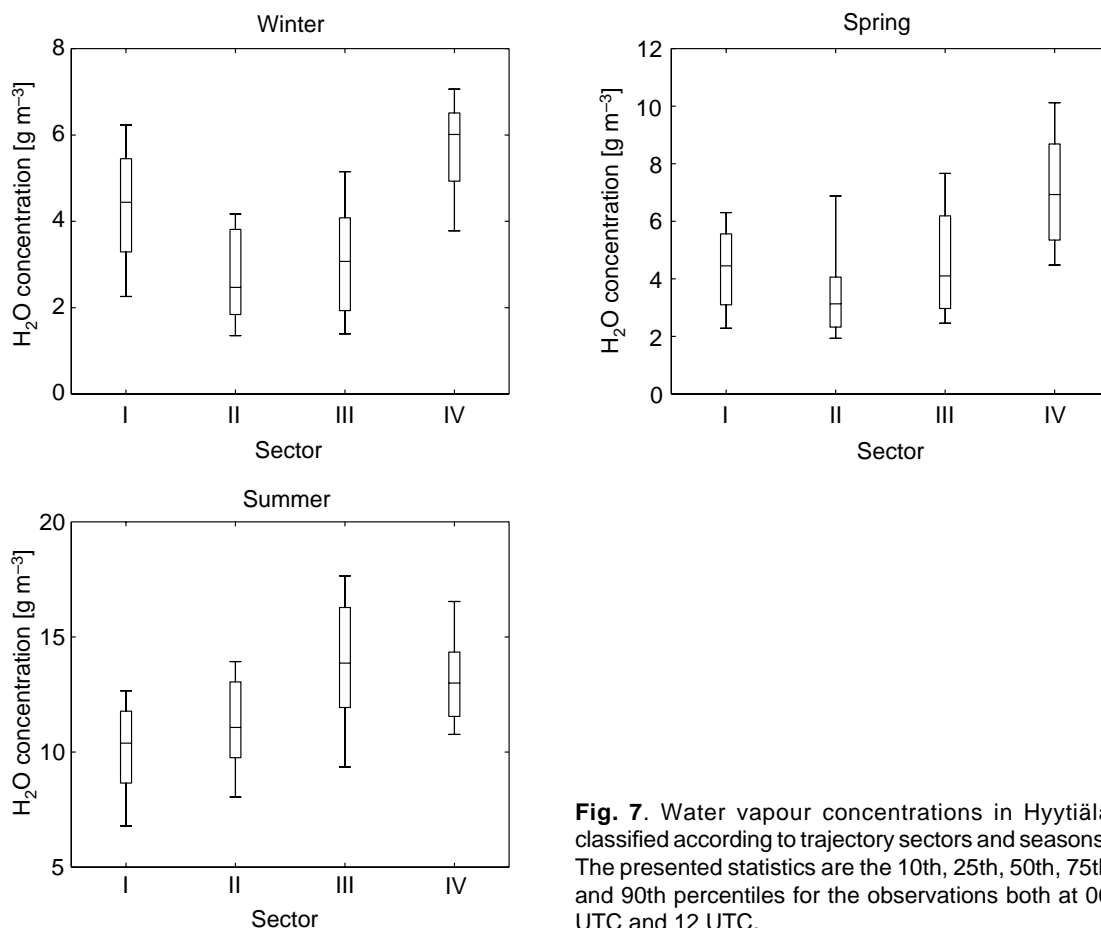 Winter
8
6
4
2
0
H₂O concentration [g m⁻³]
I II III IV
Sector
Spring
12
10
8
6
4
2
0
H₂O concentration [g m⁻³]
I II III IV
Sector
Summer
20
15
10
5
H₂O concentration [g m⁻³]
I II III IV
Sector
Fig. 7. Water vapour concentrations in Hyytiälä
classified according to trajectory sectors and seasons
The presented statistics are the 10th, 25th, 50th, 75th
and 90th percentiles for the observations both at 00
UTC and 12 UTC.